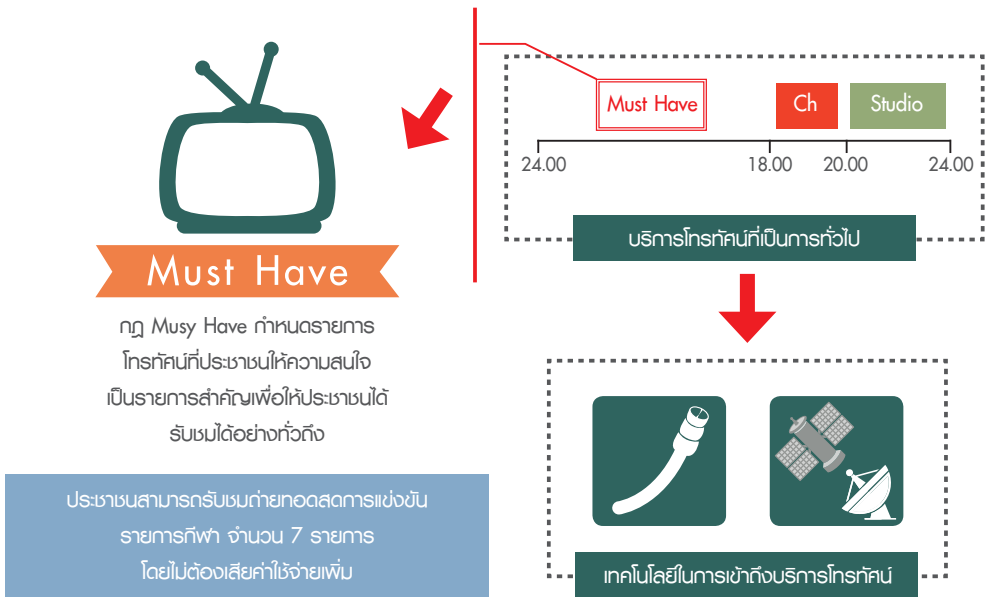 Must Have
กฎ Musy Have กำหนดรายการ
โทรทัศน์ที่ประชาชนให้ความสนใจ
เป็นรายการสำคัญเพื่อให้ประชาชนได้
รับชมได้อย่างทั่วถึง
ประชาชนสามารถรับชมถ่ายทอดสดการแข่งขัน
รายการกีฬา จำนวน 7 รายการ
โดยไม่ต้องเสียค่าใช้จ่ายเพิ่ม
Must Have Ch Studio
24.00 18.00 20.00 24.00
บริการโทรทัศน์ที่เป็นการทั่วไป
เทคโนโลยีในการเข้าถึงบริการโทรทัศน์